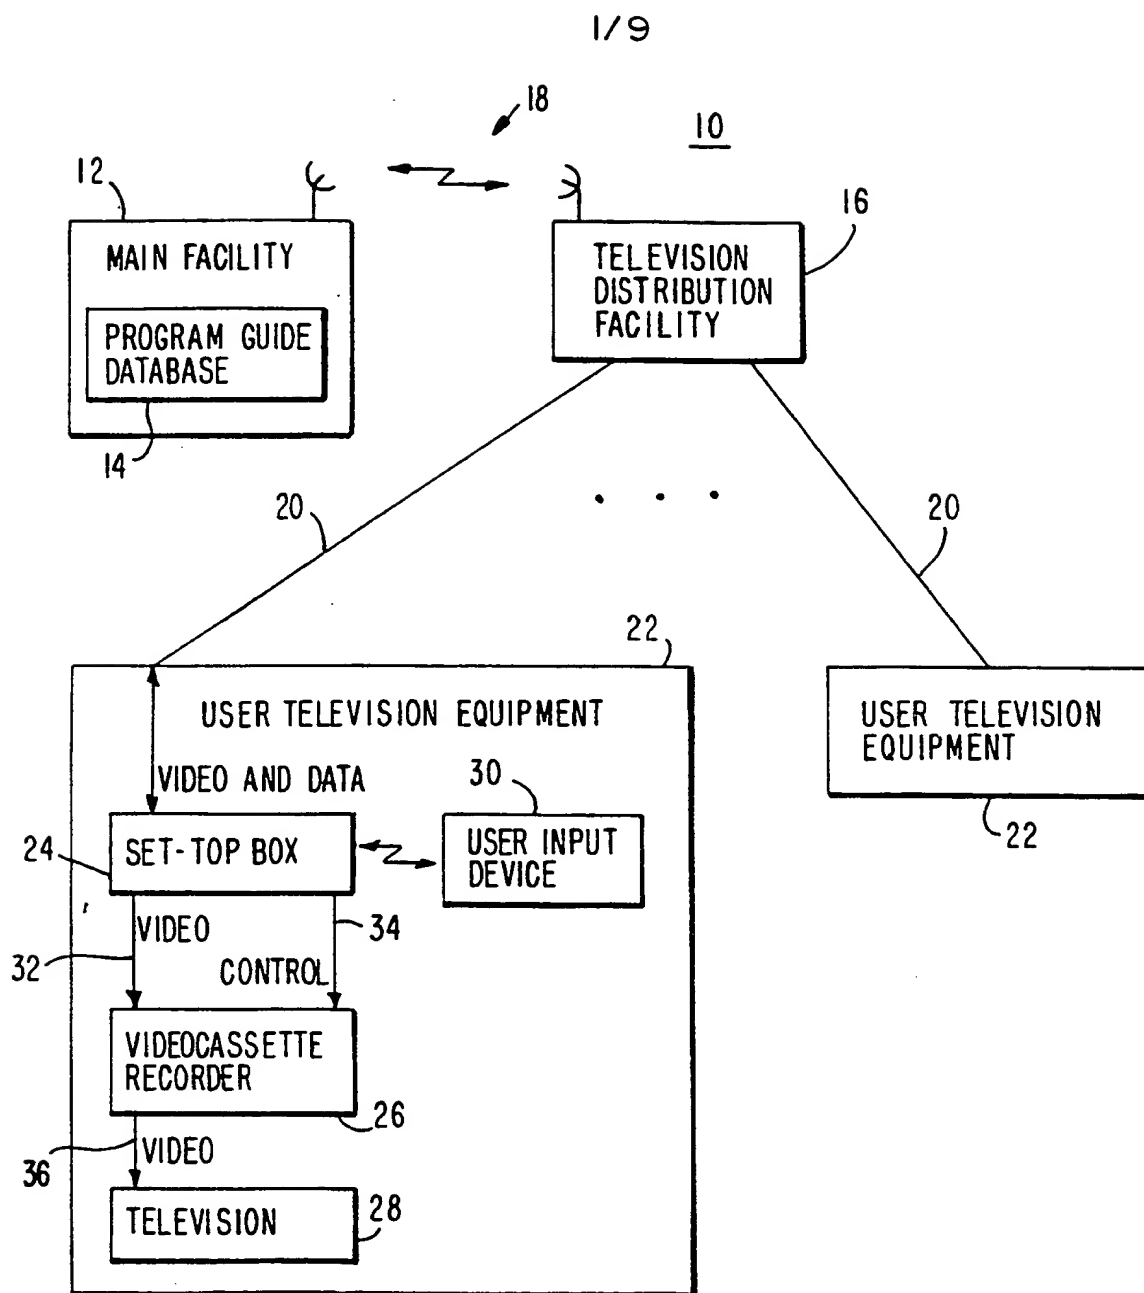 1/9
18
10
12
16
MAIN FACILITY
TELEVISION
DISTRIBUTION
FACILITY
PROGRAM GUIDE
DATABASE
14
20
20
22
USER TELEVISION EQUIPMENT
USER TELEVISION
EQUIPMENT
22
VIDEO AND DATA
30
24
SET-TOP BOX
USER INPUT
DEVICE
VIDEO
34
32
CONTROL
VIDEOCASSETTE
RECORDER
26
36
VIDEO
TELEVISION
28